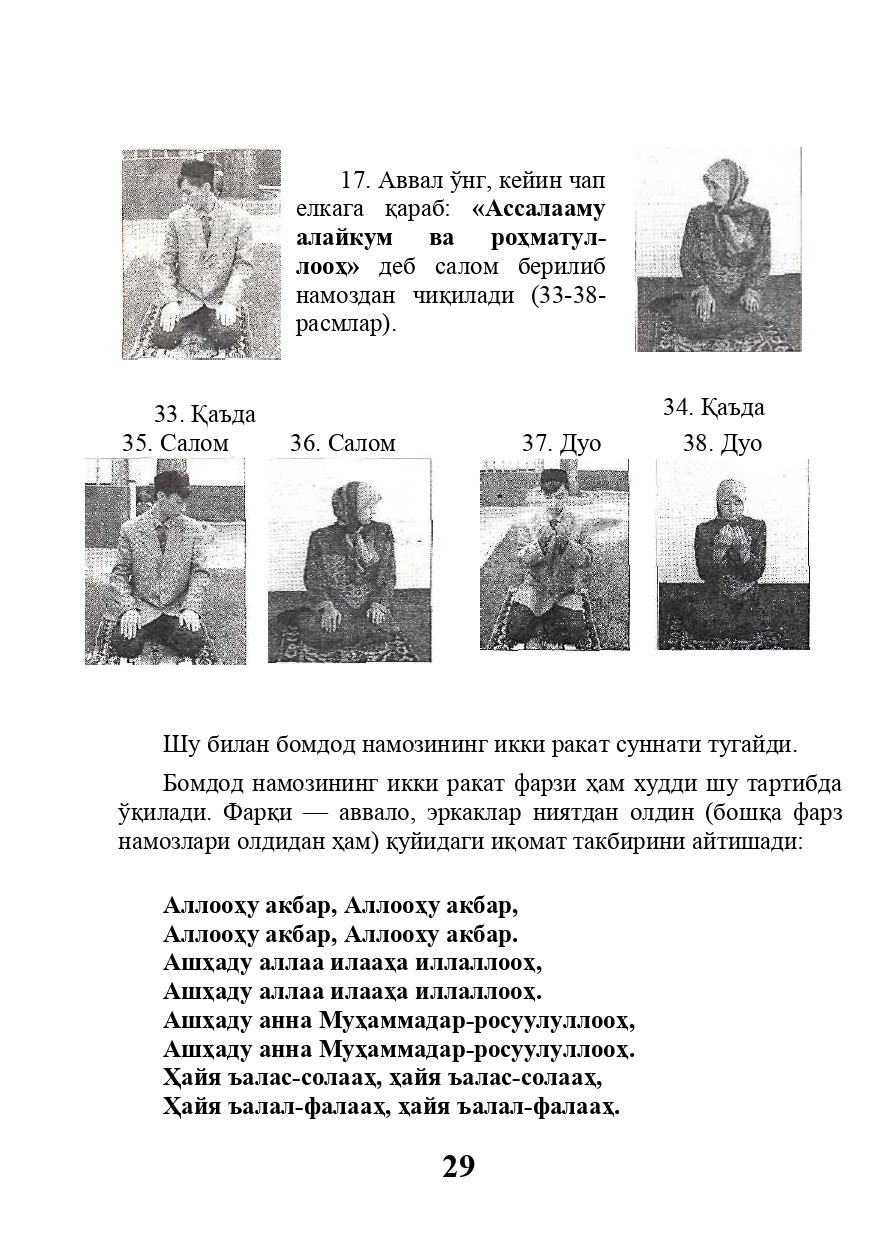 17. Аввал ўнг, кейин чап
елкага қараб: «Ассалааму
алайкум ва роҳматул-
лооҳ» деб салом берилиб
намоздан чиқилади (33-38-
расмлар).
33. Қаъда
34. Қаъда
35. Салом
36. Салом
37. Дуо
38. Дуо
Шу билан бомдод намозининг икки ракат суннати тугайди.
Бомдод намозининг икки ракат фарзи ҳам худди шу тартибда
ўқилади. Фарқи — аввало, эркаклар ниятдан олдин (бошқа фарз
намозлари олдидан ҳам) қуйидаги иқомат такбирини айтишади:
Аллооҳу акбар, Аллооҳу акбар,
Аллооҳу акбар, Аллооху акбар.
Ашҳаду аллаа илааҳа иллаллооҳ,
Ашҳаду аллаа илааҳа иллаллооҳ.
Ашҳаду анна Муҳаммадар-росуулуллооҳ,
Ашҳаду анна Муҳаммадар-росуулуллооҳ.
Ҳайя ъалас-солааҳ, ҳайя ъалас-солааҳ,
Ҳайя ъалал-фалааҳ, ҳайя ъалал-фалааҳ.
29